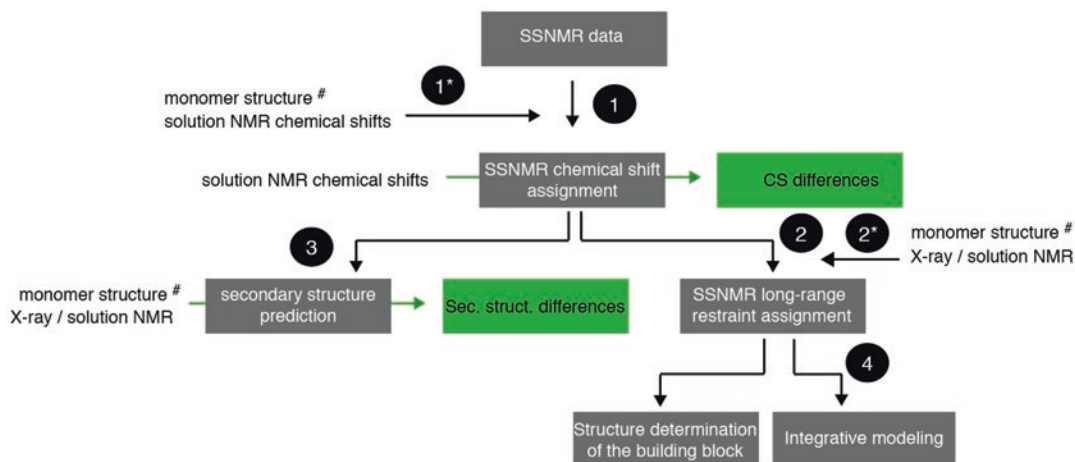 SSNMR data
1*
monomer structure #
solution NMR chemical shifts
1
solution NMR chemical shifts
SSNMR chemical shift
assignment
CS differences
3
2
2*
monomer structure #
X-ray / solution NMR
monomer structure #
X-ray / solution NMR
secondary structure
prediction
Sec. struct. differences
SSNMR long-range
restraint assignment
4
Structure determination
of the building block
Integrative modeling